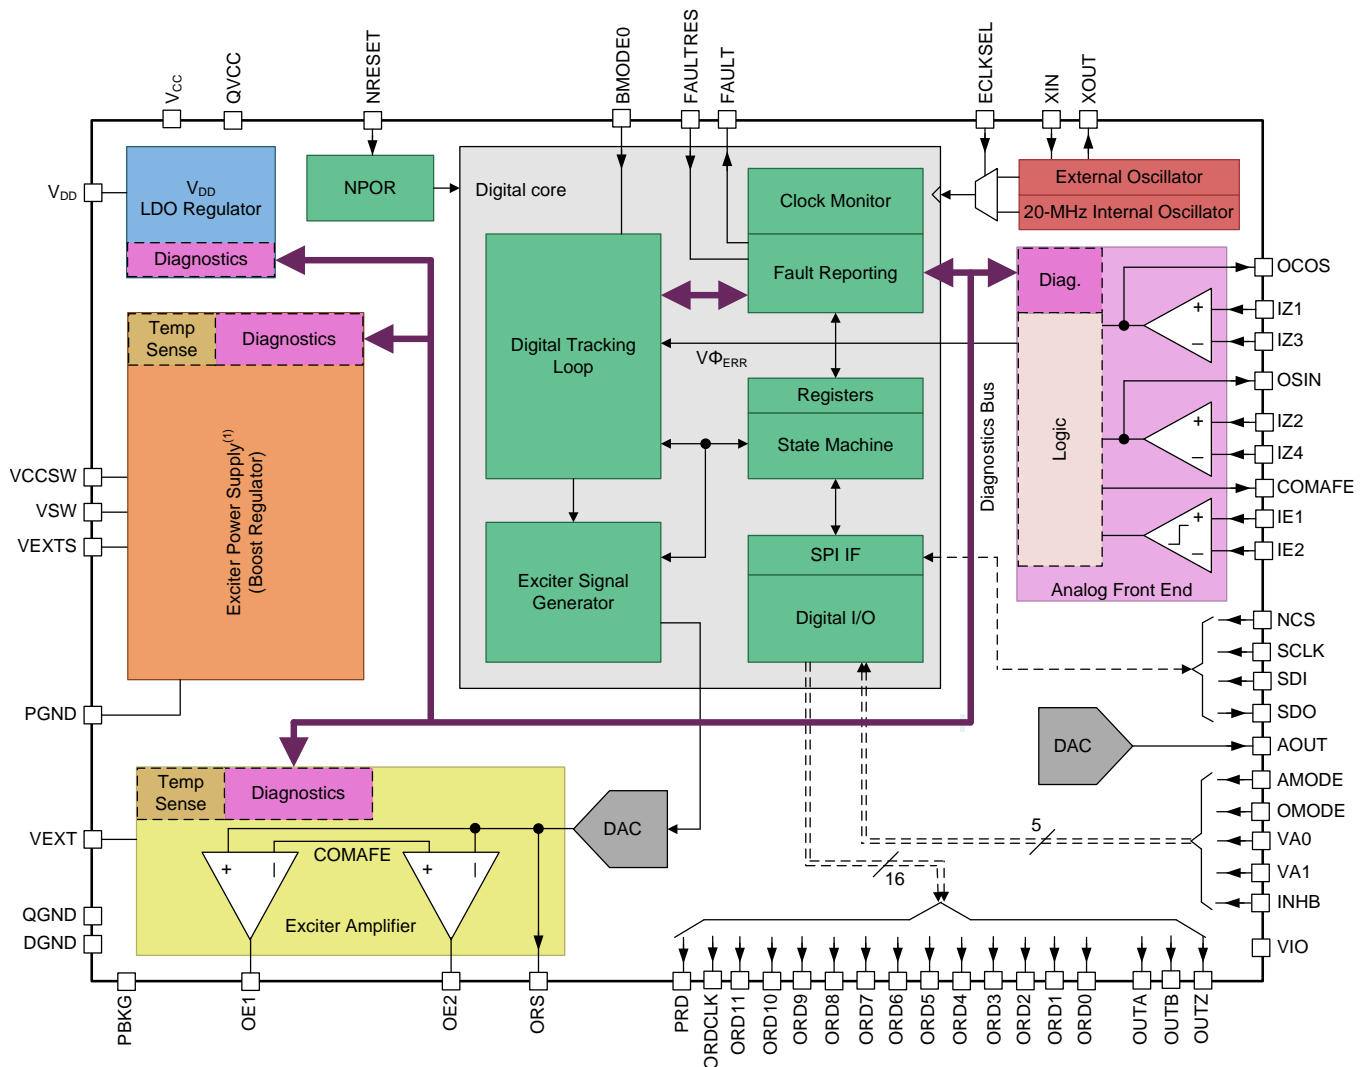 VCC
QVCC
NRESET
BMODE0
FAULTRES
FAULT
ECLKSEL
XIN
XOUT
VDD
VDD
LDO Regulator
Diagnostics
NPOR
Digital core
Clock Monitor
Fault Reporting
External Oscillator
20-MHz Internal Oscillator
Diag.
Logic
Analog Front End
+
−
+
−
+
−
OCOS
IZ1
IZ3
OSIN
IZ2
IZ4
COMAFE
IE1
IE2
Temp
Sense
Diagnostics
Exciter Power Supply(1)
(Boost Regulator)
VCCSW
VSW
VEXTS
PGND
Digital Tracking
Loop
VΦERR
Registers
State Machine
Diagnostics Bus
Exciter Signal
Generator
SPI IF
Digital I/O
NCS
SCLK
SDI
SDO
DAC
AOUT
AMODE
OMODE
VA0
VA1
INHB
VIO
5
16
Temp
Sense
Diagnostics
DAC
COMAFE
+
−
+
−
Exciter Amplifier
VEXT
QGND
DGND
PBKG
OE1
OE2
ORS
PRD
ORDCLK
ORD11
ORD10
ORD9
ORD8
ORD7
ORD6
ORD5
ORD4
ORD3
ORD2
ORD1
ORD0
OUTA
OUTB
OUTZ